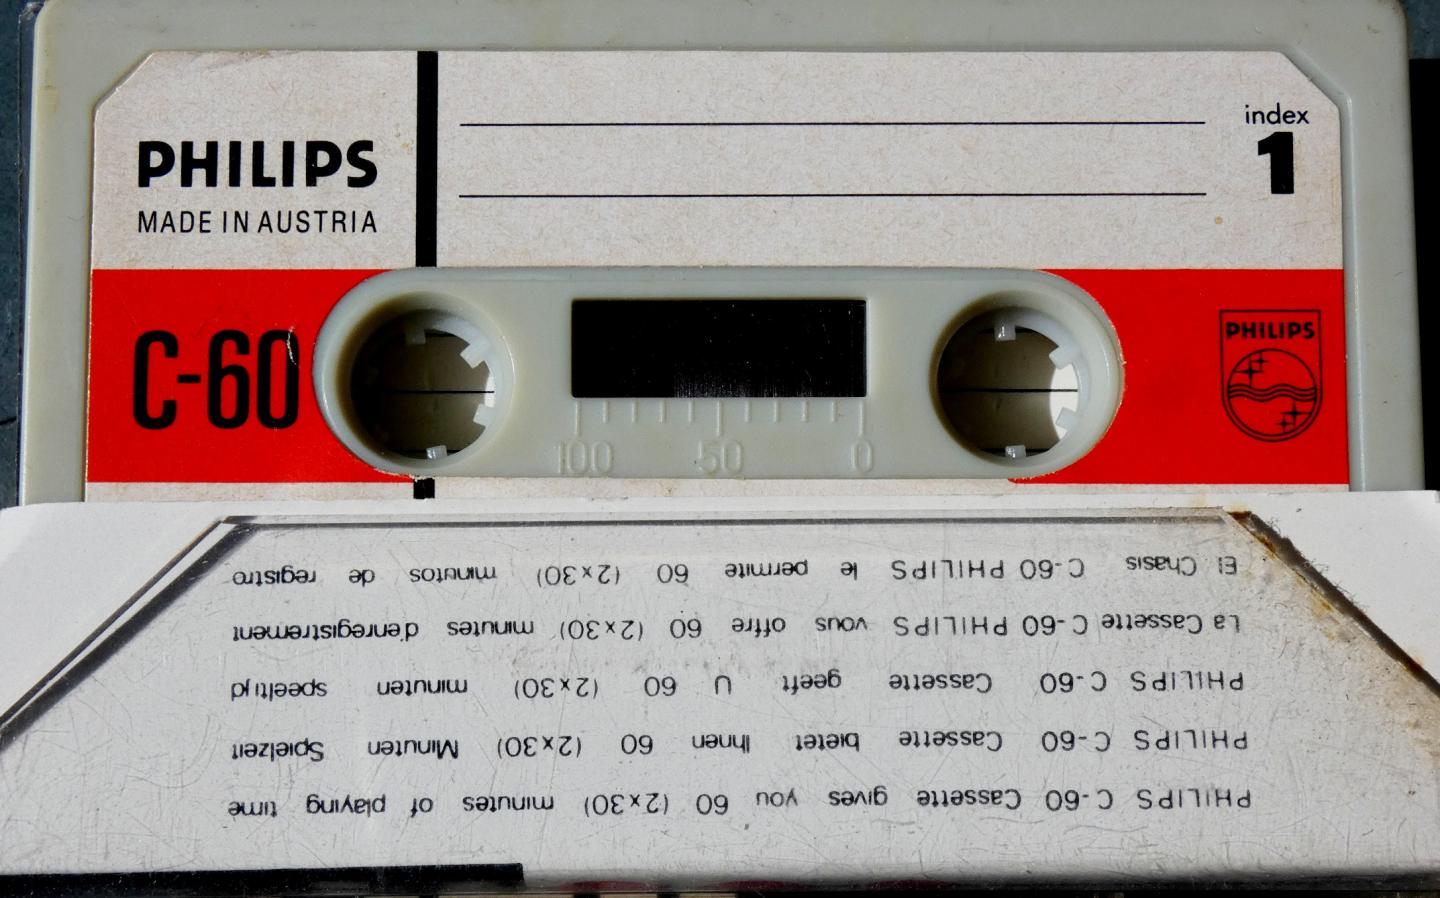 PHILIPS
MADE IN AUSTRIA
index
1
C-60
PHILIPS
100 50 0
PHILIPS C-60 Cassette gives you 60 (2x30) minutes of playing time
PHILIPS C-60 Cassette bietet Ihnen 60 (2x30) Minuten Spielzeit
PHILIPS C-60 Cassette geeft U 60 (2x30) minuten speeltijd
La Cassette C-60 PHILIPS vous offre 60 (2x30) minutes d'enregistrement
El Chasis C-60 PHILIPS le permite 60 (2x30) minutos de registro